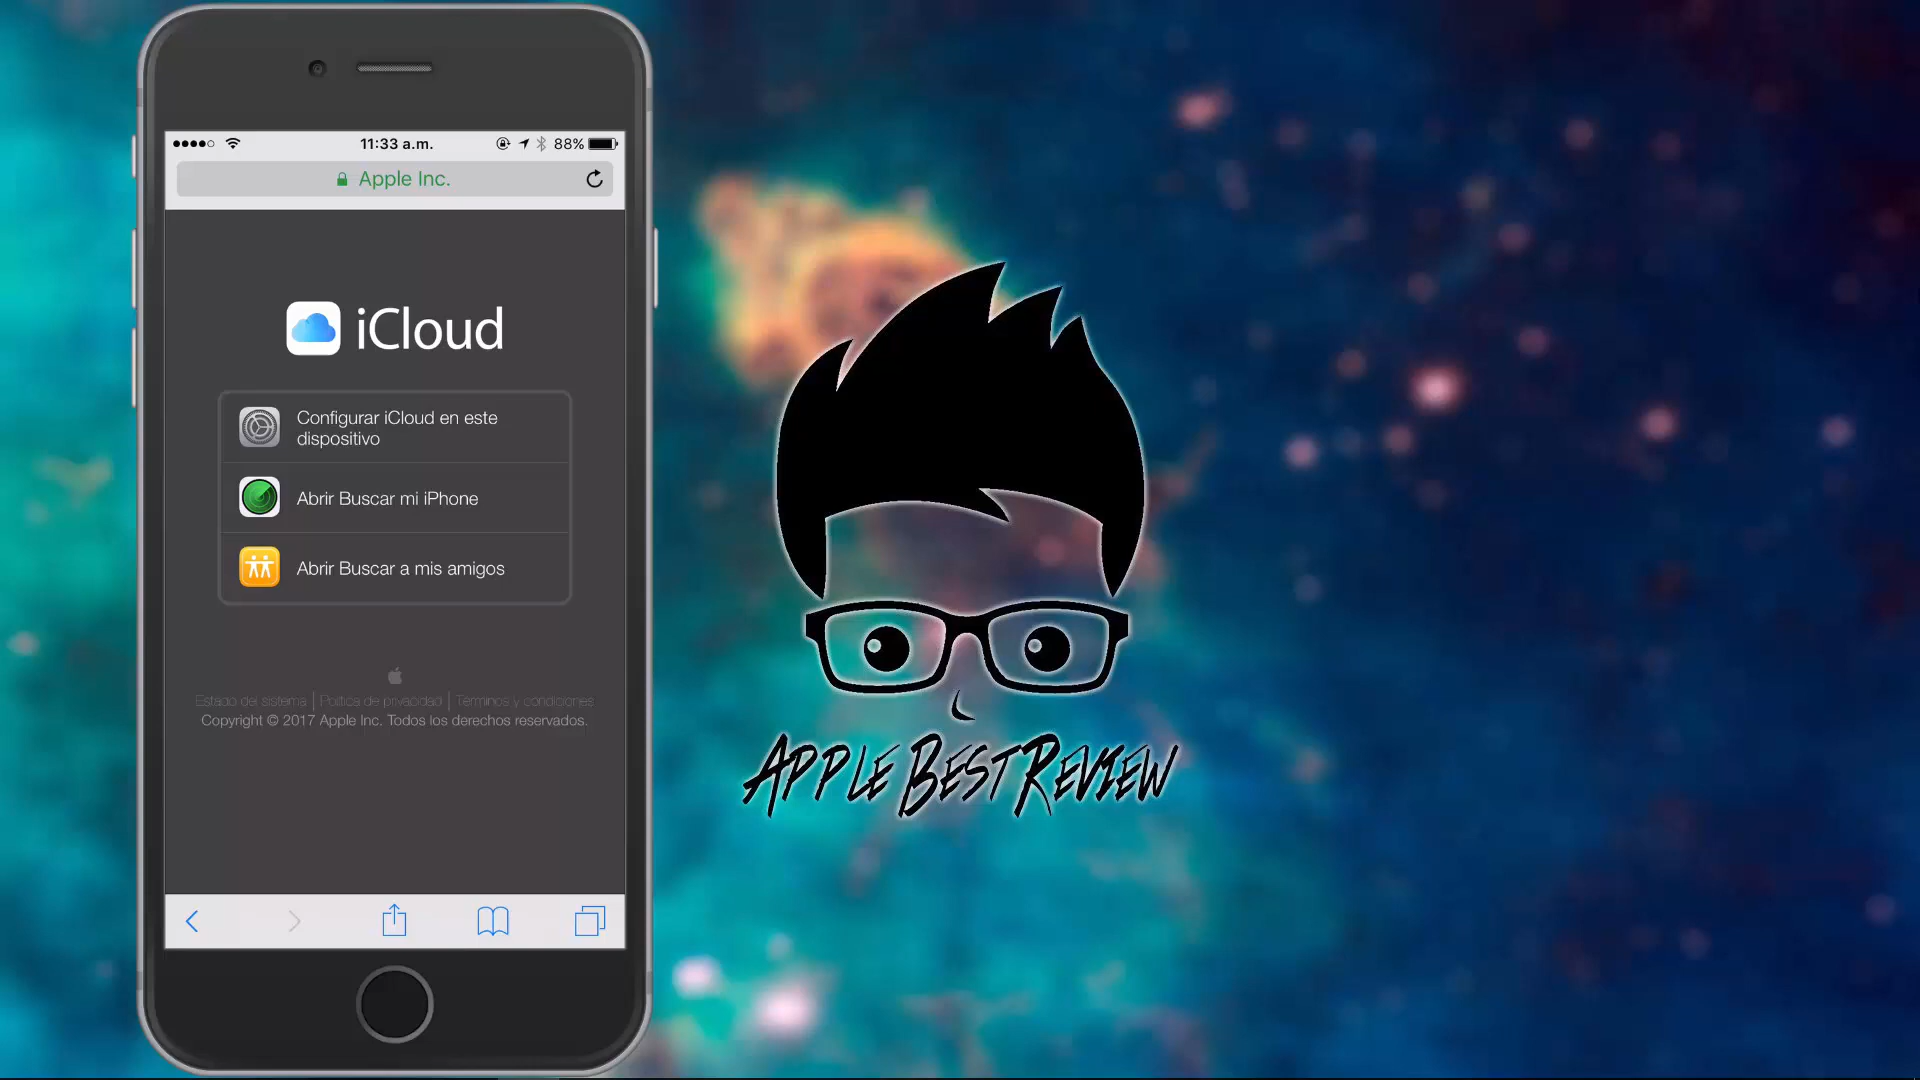 11:33 a.m.
88%
Apple Inc.
iCloud
Configurar iCloud en este
dispositivo
Abrir Buscar mi iPhone
Abrir Buscar a mis amigos
Estado del sistema | Política de privacidad | Términos y condiciones
Copyright © 2017 Apple Inc. Todos los derechos reservados.
APPLE BEST REVIEW